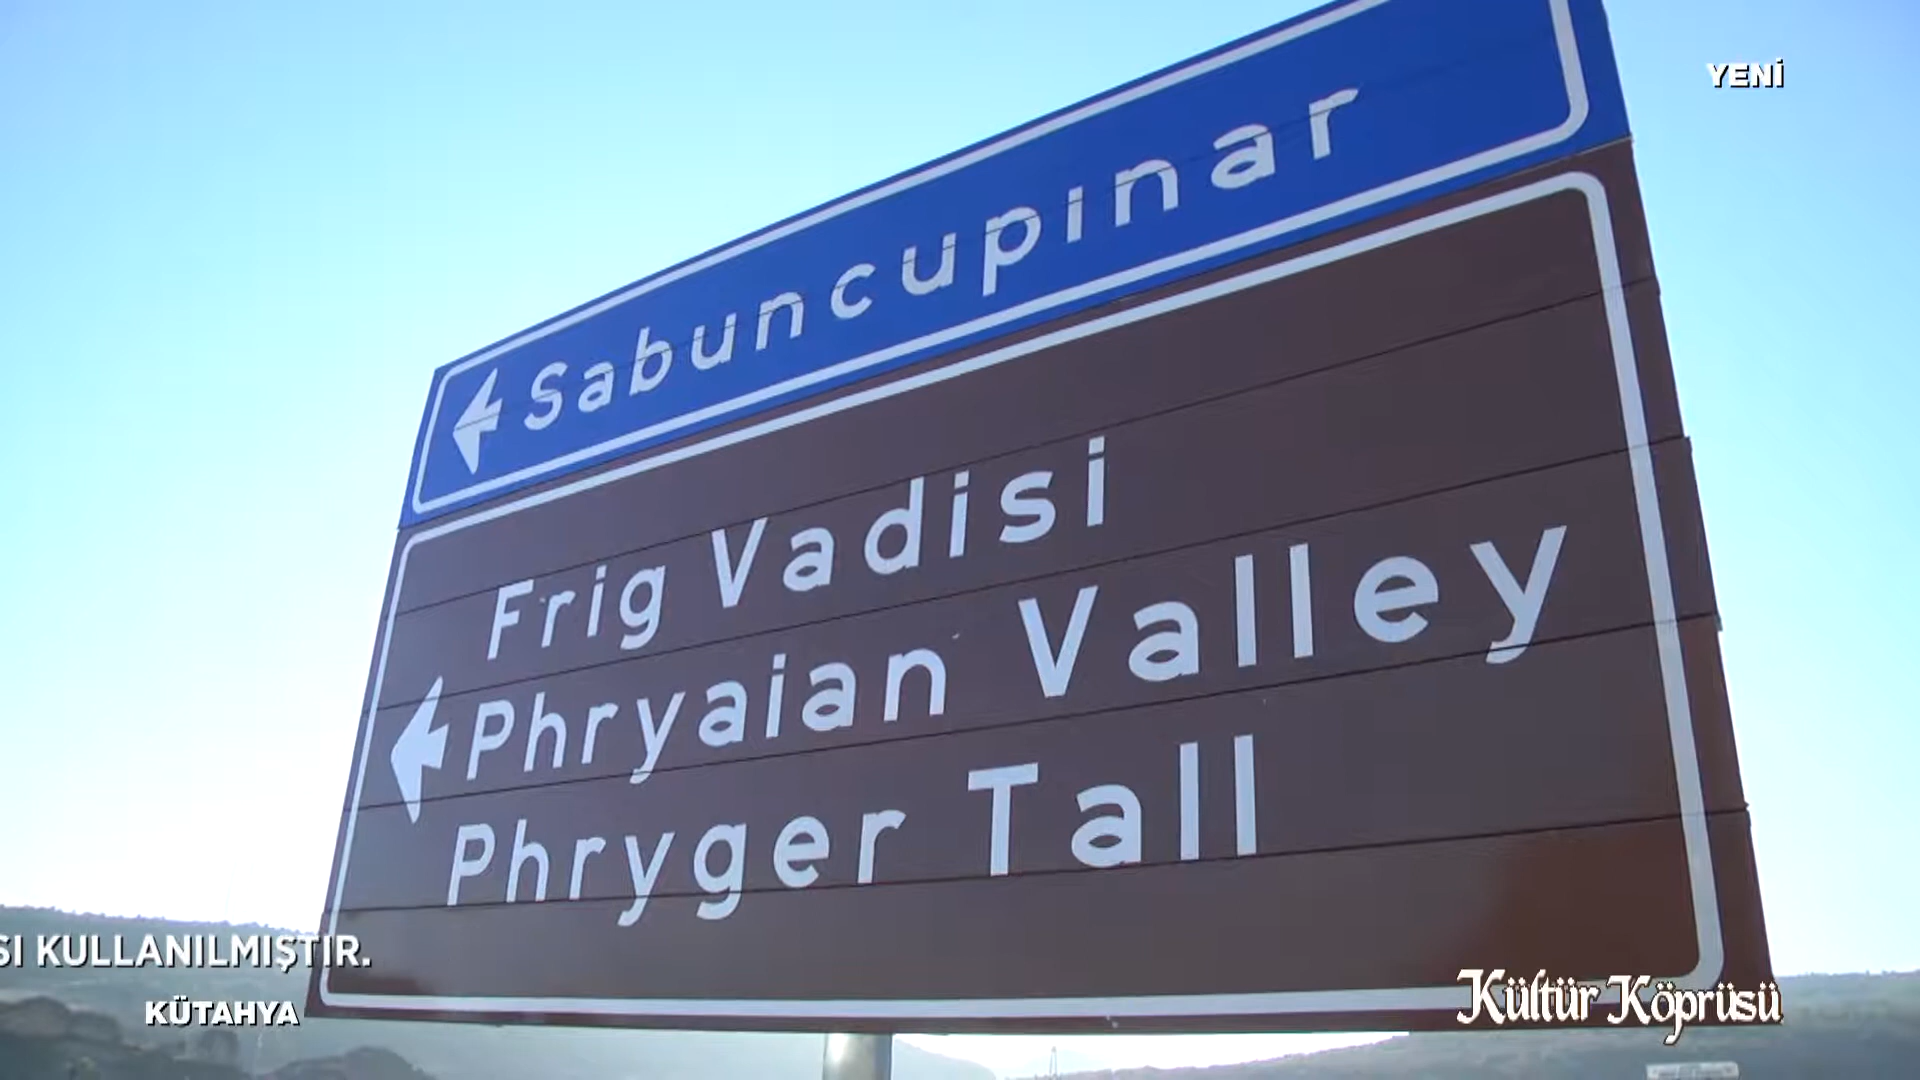 YENİ
Sabuncupınar
Frig Vadisi
Phryaian Valley
Phryger Tall
SI KULLANILMIŞTIR.
KÜTAHYA
Kültür Köprüsü